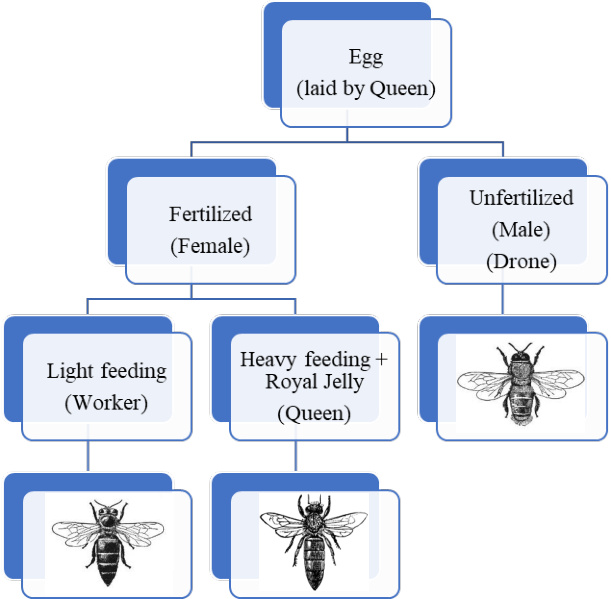 Egg
(laid by Queen)
Fertilized
(Female)
Unfertilized
(Male)
(Drone)
Light feeding
(Worker)
Heavy feeding +
Royal Jelly
(Queen)